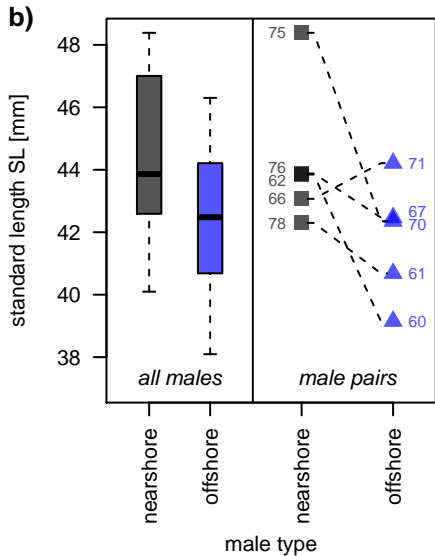 b)
standard length SL [mm]
48
46
44
42
40
38
75
76
62
66
78
71
67
70
61
60
all males
male pairs
nearshore
offshore
nearshore
offshore
male type